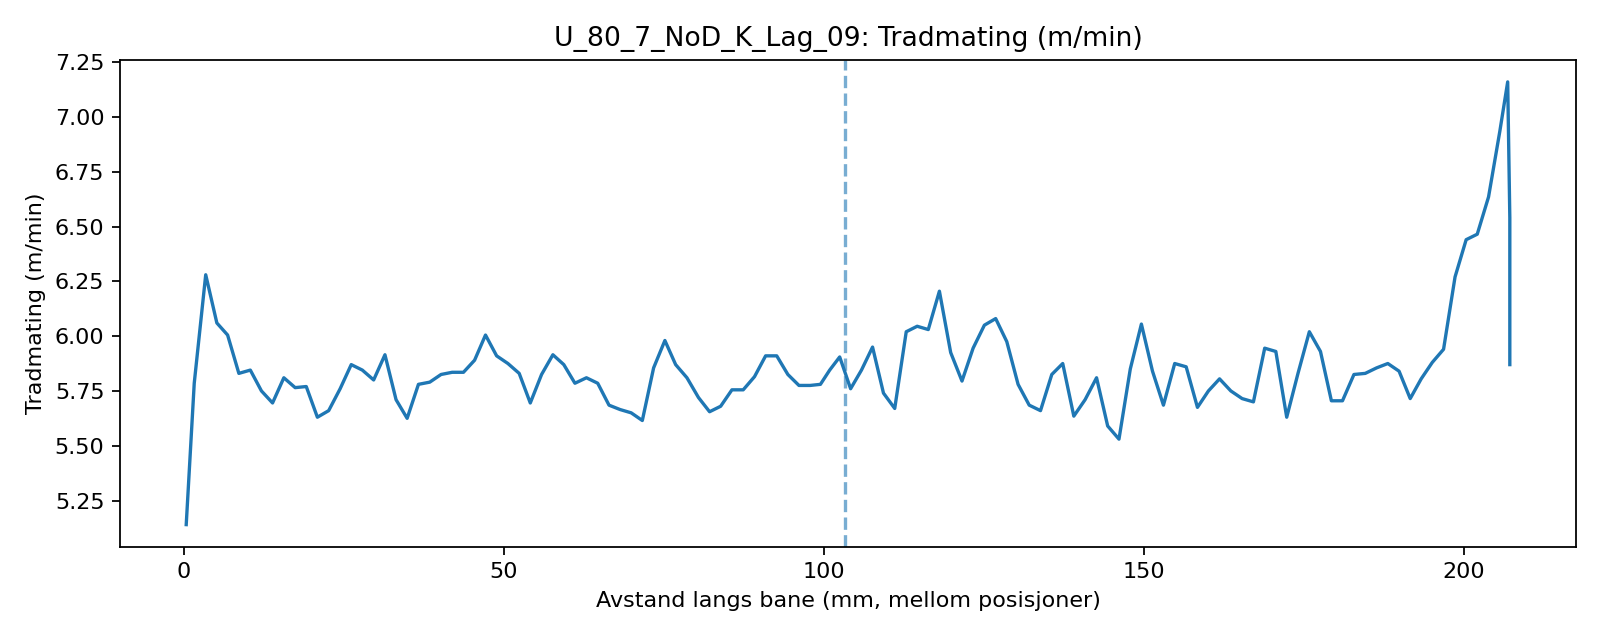 U_80_7_NoD_K_Lag_09: Tradmating (m/min)
Tradmating (m/min)
7.25
7.00
6.75
6.50
6.25
6.00
5.75
5.50
5.25
0 50 100 150 200
Avstand langs bane (mm, mellom posisjoner)